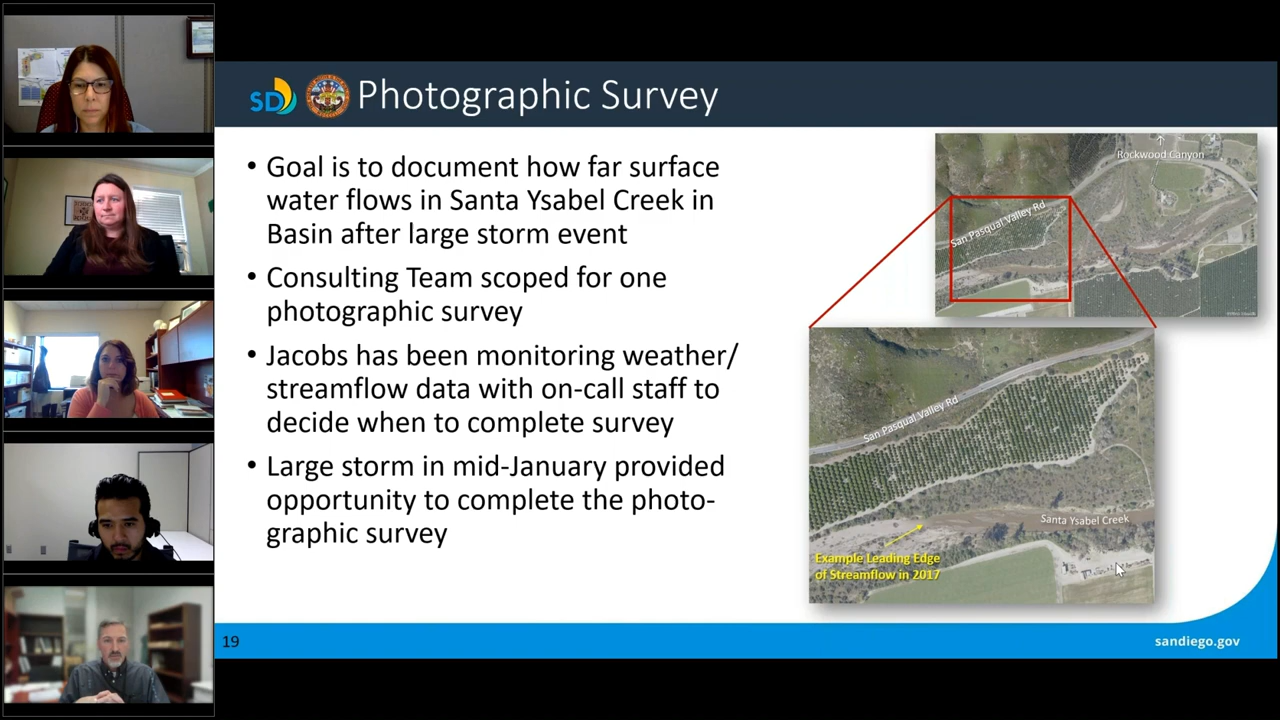 SD Photographic Survey
• Goal is to document how far surface
water flows in Santa Ysabel Creek in
Basin after large storm event
• Consulting Team scoped for one
photographic survey
• Jacobs has been monitoring weather/
streamflow data with on-call staff to
decide when to complete survey
• Large storm in mid-January provided
opportunity to complete the photo-
graphic survey
Rockwood Canyon
San Pasqual Valley Rd
San Pasqual Valley Rd
Santa Ysabel Creek
Example Leading Edge
of Streamflow in 2017
19
sandiego.gov